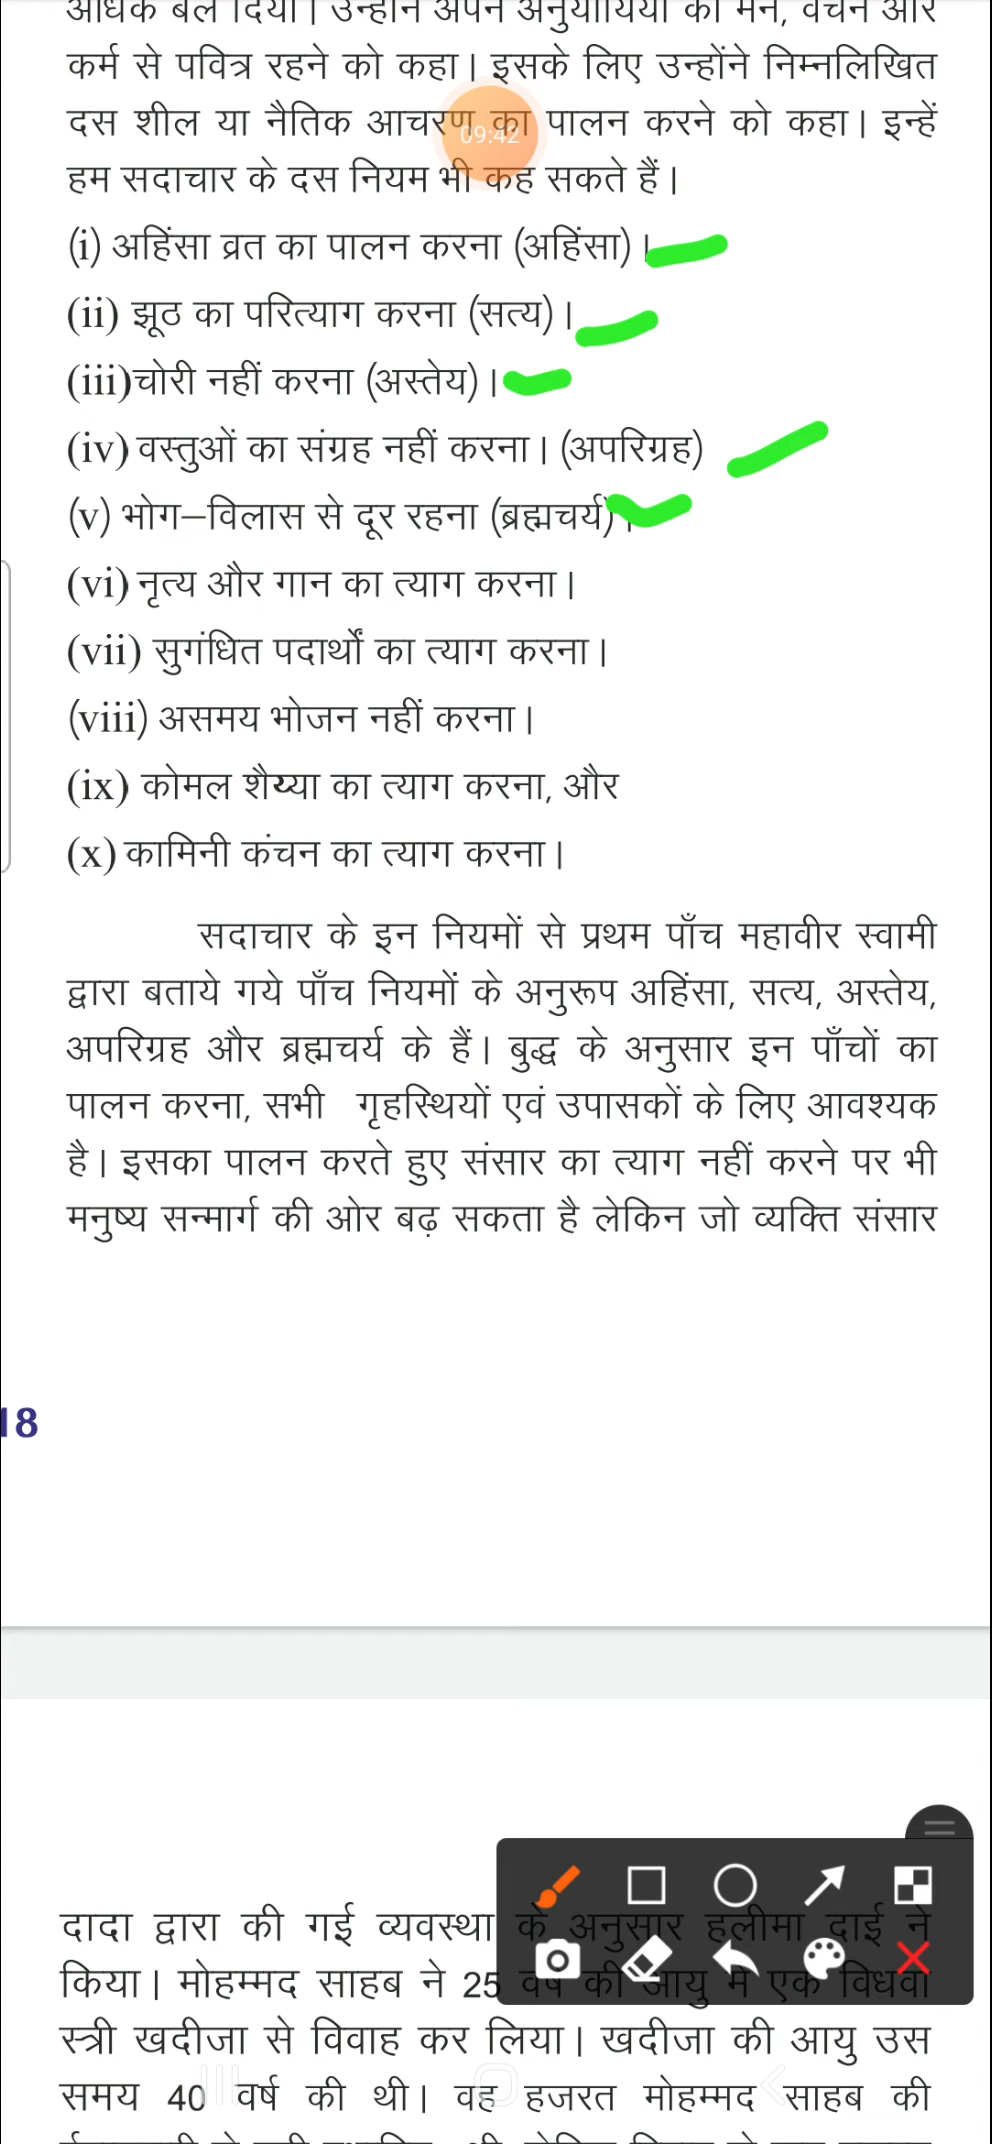 अधिक बल दिया। उन्होंने अपने अनुयायियों को मन, वचन और
कर्म से पवित्र रहने को कहा। इसके लिए उन्होंने निम्नलिखित
दस शील या नैतिक आचरण का पालन करने को कहा। इन्हें
09:42
हम सदाचार के दस नियम भी कह सकते हैं।
(i) अहिंसा व्रत का पालन करना (अहिंसा)।
(ii) झूठ का परित्याग करना (सत्य)।
(iii)चोरी नहीं करना (अस्तेय)।
(iv) वस्तुओं का संग्रह नहीं करना। (अपरिग्रह)
(v) भोग–विलास से दूर रहना (ब्रह्मचर्य)।
(vi) नृत्य और गान का त्याग करना।
(vii) सुगंधित पदार्थों का त्याग करना।
(viii) असमय भोजन नहीं करना।
(ix) कोमल शैय्या का त्याग करना, और
(x) कामिनी कंचन का त्याग करना।
सदाचार के इन नियमों से प्रथम पाँच महावीर स्वामी
द्वारा बताये गये पाँच नियमों के अनुरूप अहिंसा, सत्य, अस्तेय,
अपरिग्रह और ब्रह्मचर्य के हैं। बुद्ध के अनुसार इन पाँचों का
पालन करना, सभी गृहस्थियों एवं उपासकों के लिए आवश्यक
है। इसका पालन करते हुए संसार का त्याग नहीं करने पर भी
मनुष्य सन्मार्ग की ओर बढ़ सकता है लेकिन जो व्यक्ति संसार
18
दादा द्वारा की गई व्यवस्था के अनुसार हलीमा दाई ने
किया। मोहम्मद साहब ने 25 वर्ष की आयु में एक विधवा
स्त्री खदीजा से विवाह कर लिया। खदीजा की आयु उस
समय 40 वर्ष की थी। वह हजरत मोहम्मद साहब की